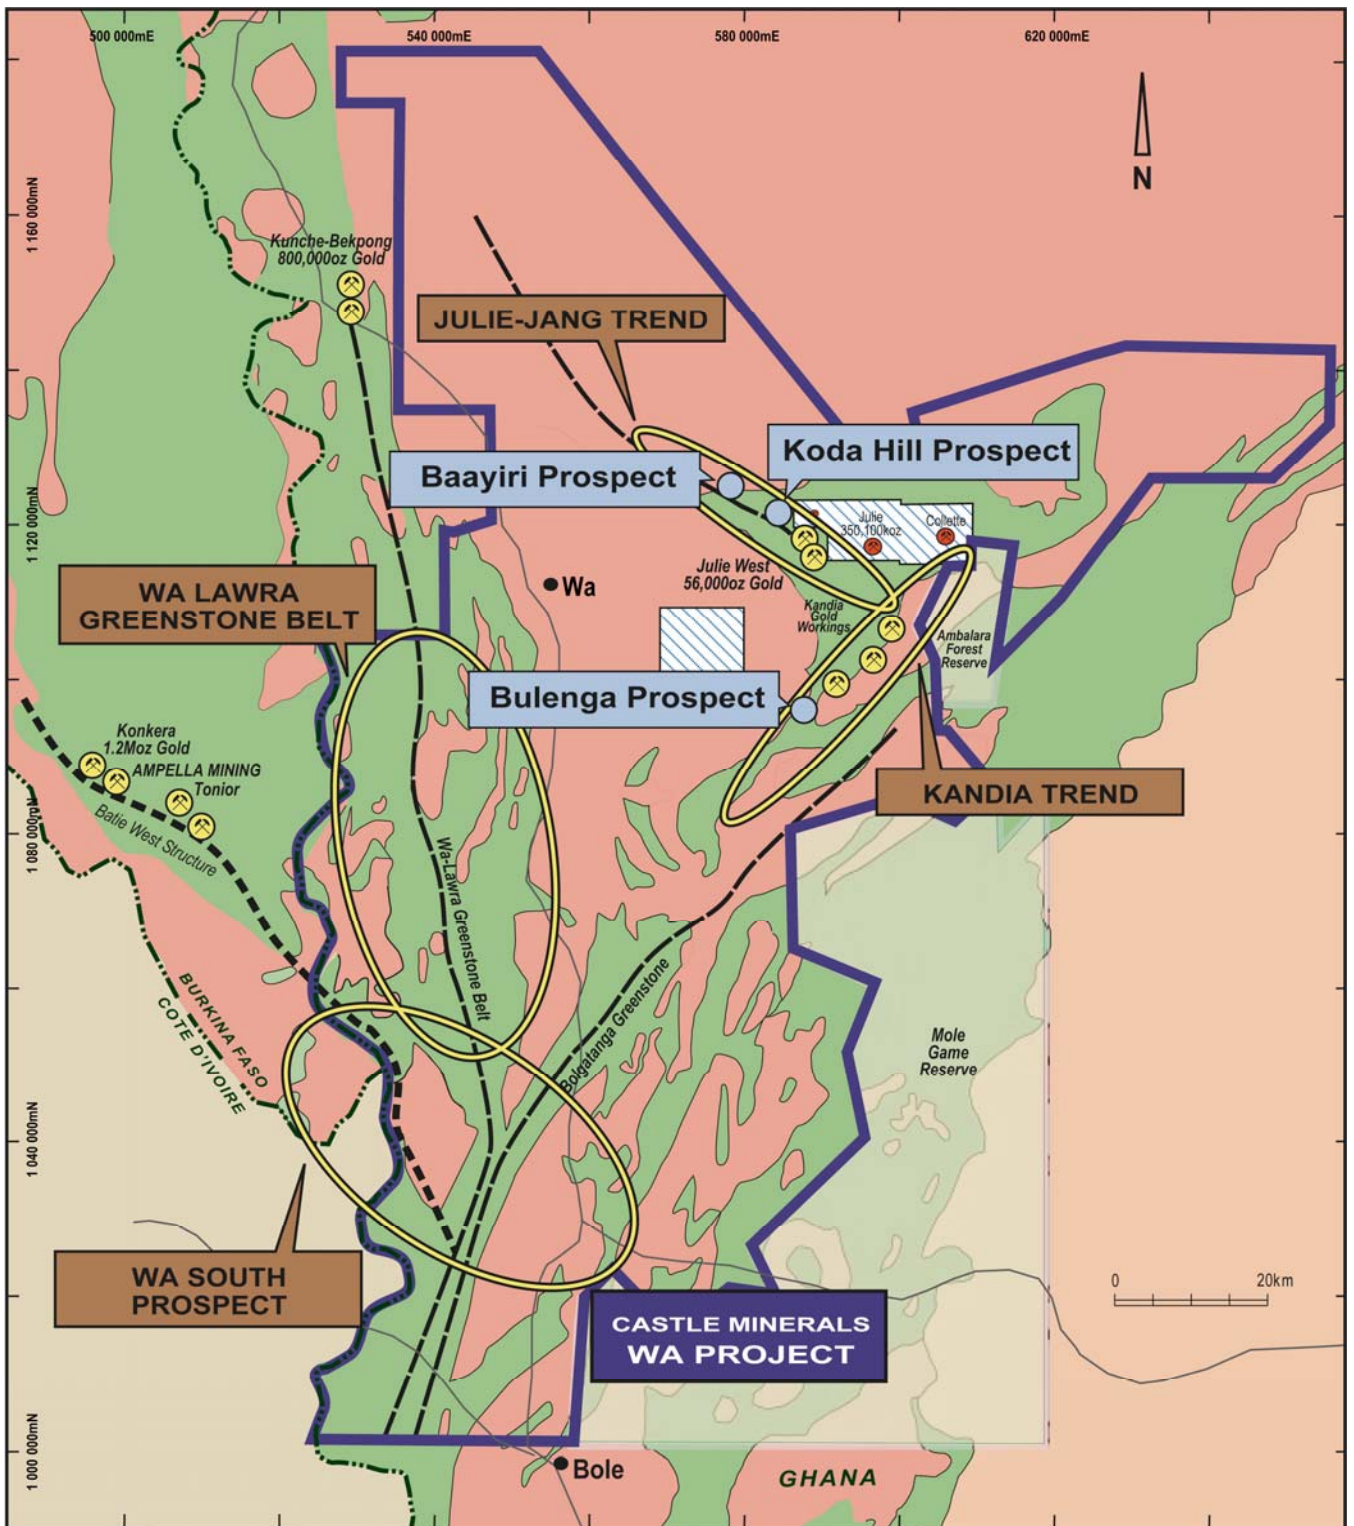 500 000mE
540 000mE
580 000mE
620 000mE
1 160 000mN
1 120 000mN
1 080 000mN
1 040 000mN
1 000 000mN
N
Kunche-Bekpong
800,000oz Gold
JULIE-JANG TREND
Koda Hill Prospect
Baayiri Prospect
Julie
350,100koz
Collette
Julie West
56,000oz Gold
Wa
WA LAWRA
GREENSTONE BELT
Kandia
Gold
Workings
Ambalara
Forest
Reserve
Bulenga Prospect
Konkera
1.2Moz Gold
AMPELLA MINING
Tonior
Batie West Structure
KANDIA TREND
Wa-Lawra Greenstone Belt
Bolgatanga Greenstone
BURKINA FASO
COTE D'IVOIRE
Mole
Game
Reserve
WA SOUTH
PROSPECT
0 20km
CASTLE MINERALS
WA PROJECT
Bole
GHANA